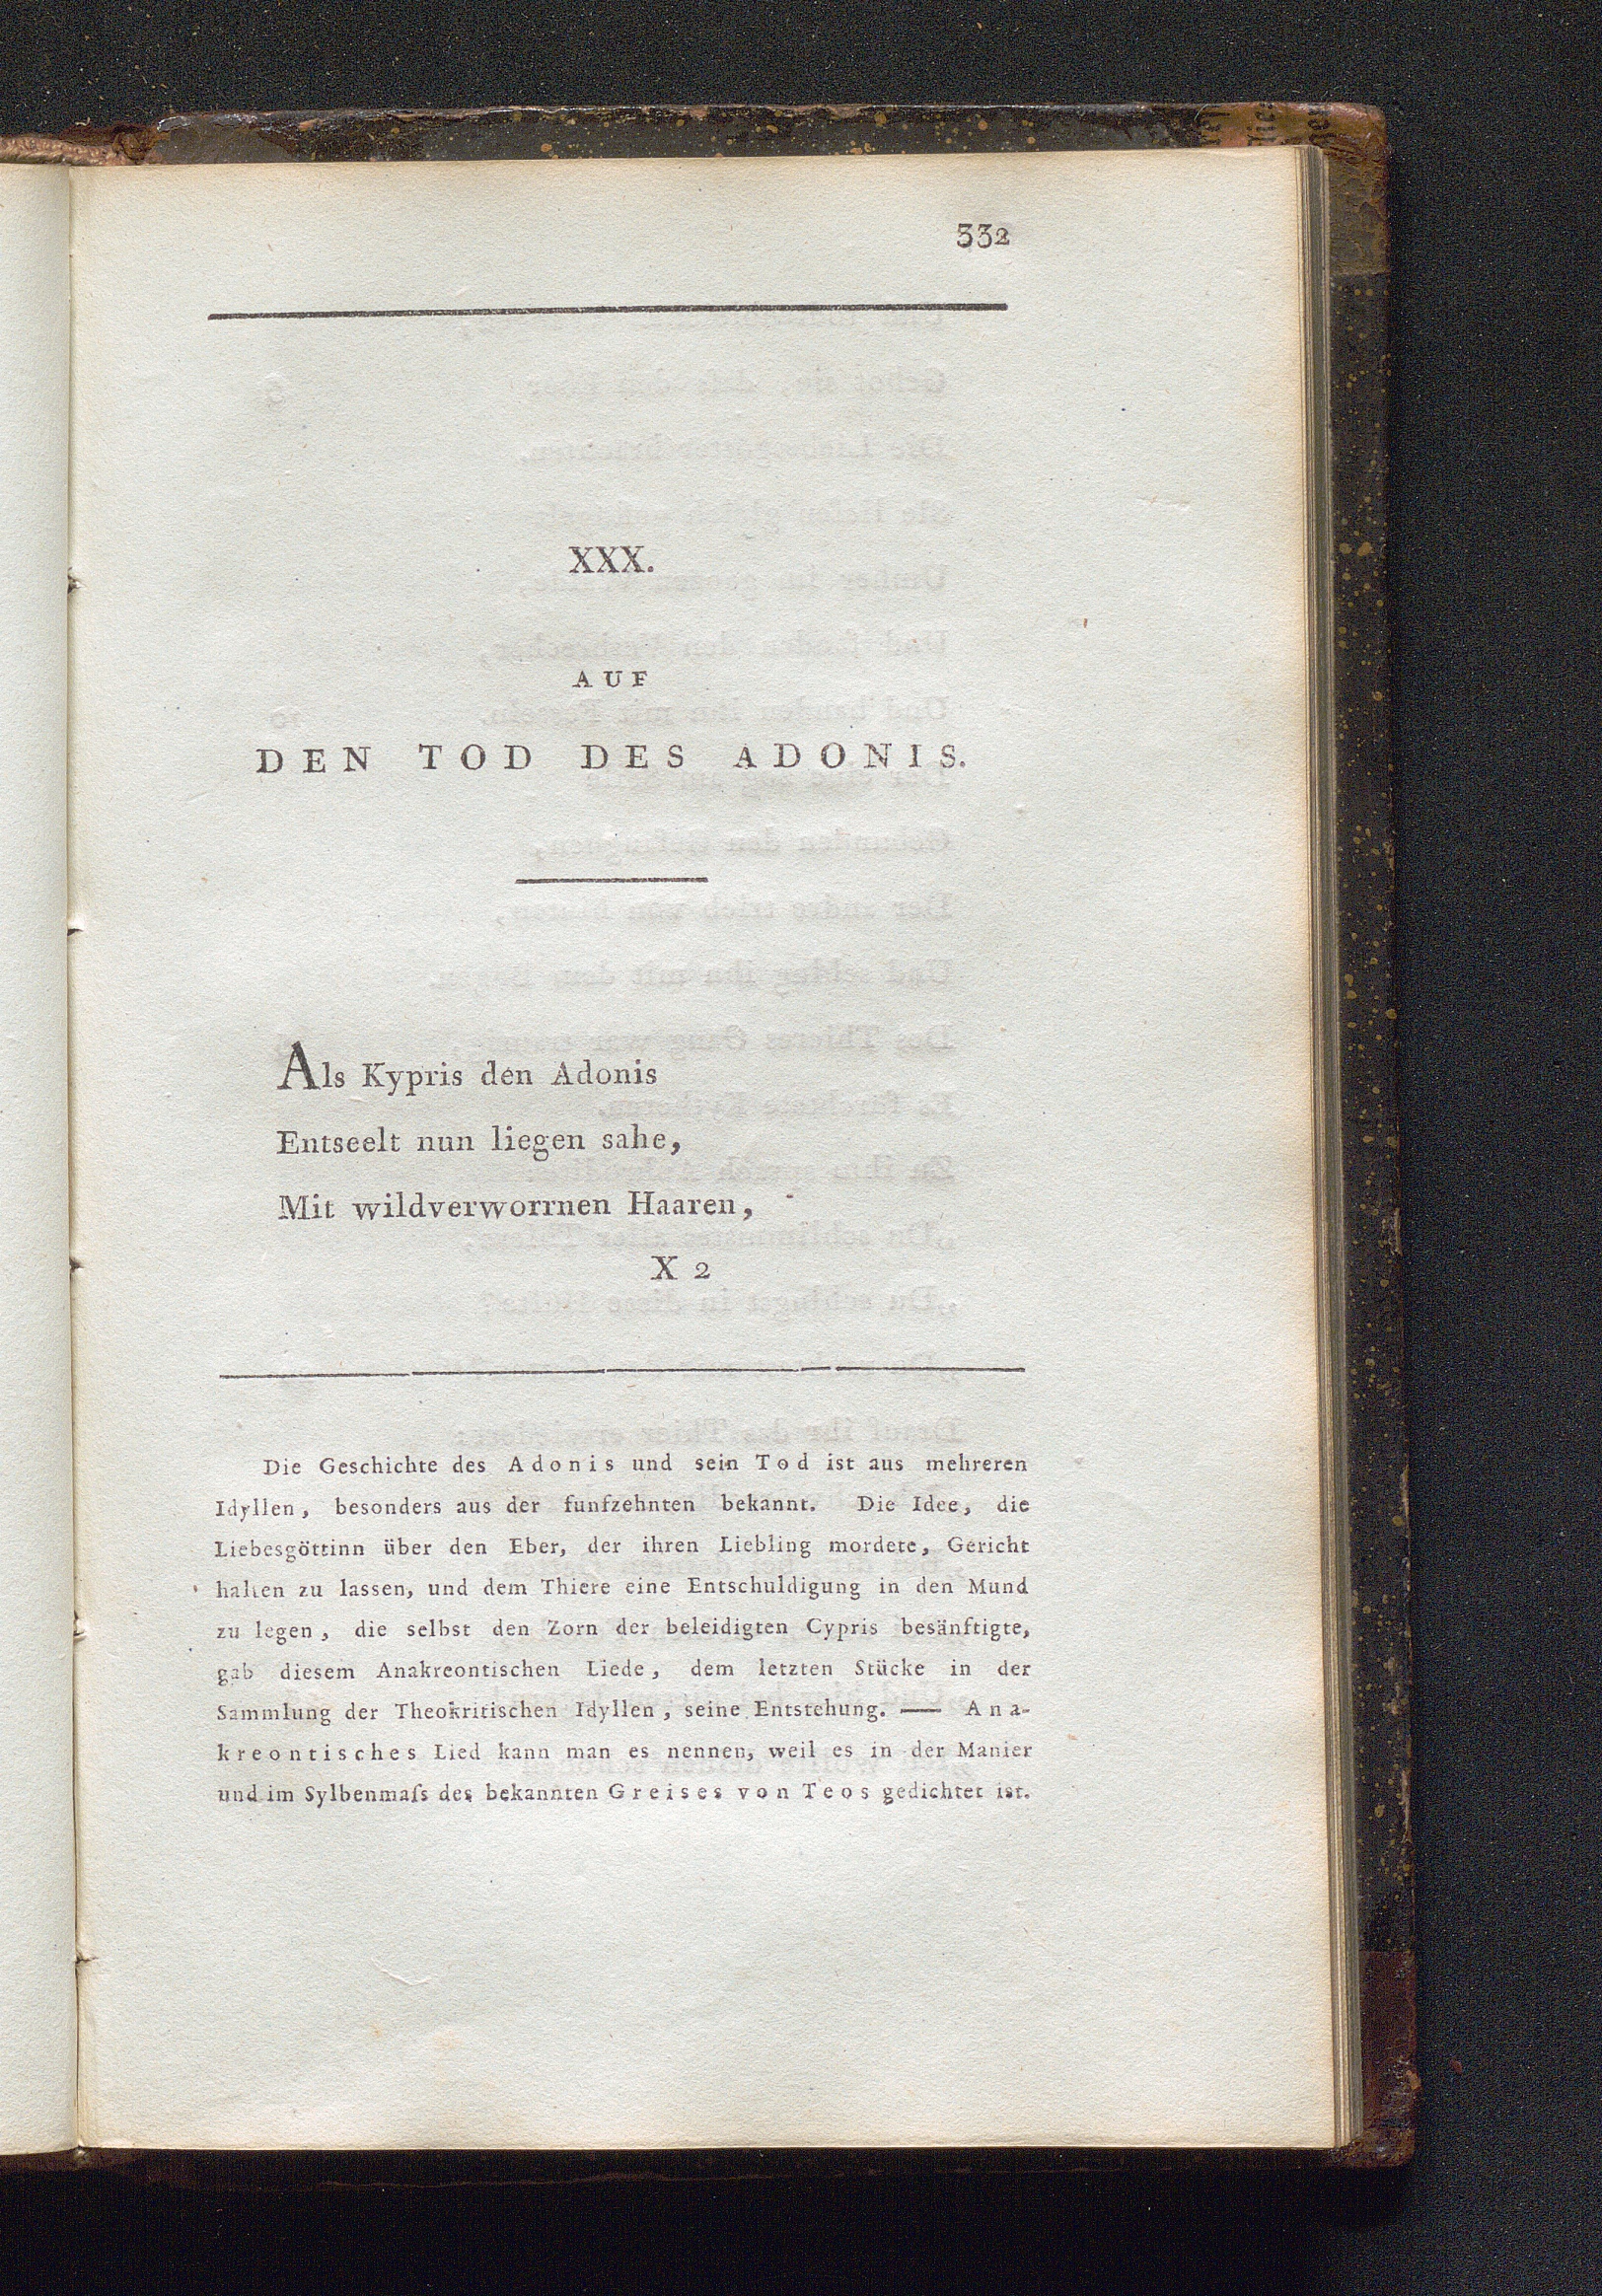 332
XXX.
AUF
DEN TOD DES ADONIS.
Als Kypris den Adonis
Entseelt nun liegen sahe,
Mit wildverworrnen Haaren,
X 2
Die Geschichte des Adonis und sein Tod ist aus mehreren
Idyllen, besonders aus der funfzehnten bekannt. Die Idee, die
Liebesgöttinn über den Eber, der ihren Liebling mordete, Gericht
halten zu lassen, und dem Thiere eine Entschuldigung in den Mund
zu legen, die selbst den Zorn der beleidigten Cypris besänftigte,
gab diesem Anakreontischen Liede, dem letzten Stücke in der
Sammlung der Theokritischen Idyllen, seine Entstehung. — Ana-
kreontisches Lied kann man es nennen, weil es in der Manier
und im Sylbenmaſs des bekannten Greises von Teos gedichtet ist.